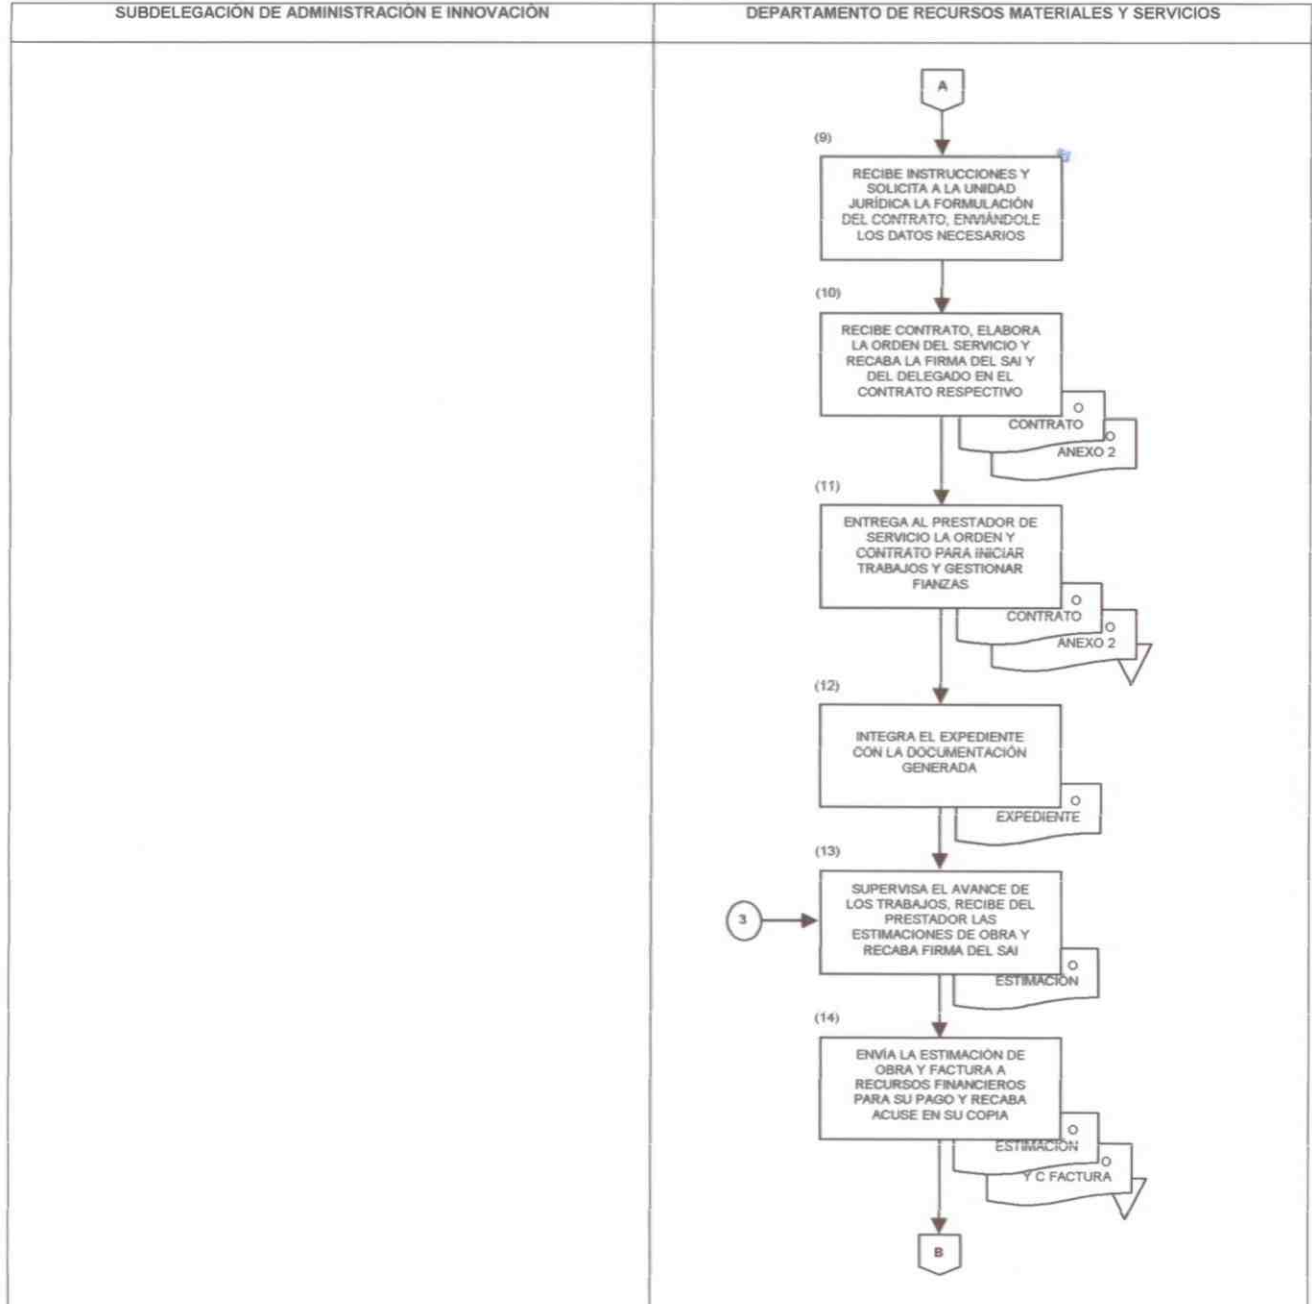 SUBDELEGACIÓN DE ADMINISTRACIÓN E INNOVACIÓN
DEPARTAMENTO DE RECURSOS MATERIALES Y SERVICIOS
A
(9)
RECIBE INSTRUCCIONES Y
SOLICITA A LA UNIDAD
JURÍDICA LA FORMULACIÓN
DEL CONTRATO, ENVIÁNDOLE
LOS DATOS NECESARIOS
(10)
RECIBE CONTRATO, ELABORA
LA ORDEN DEL SERVICIO Y
RECABA LA FIRMA DEL SAI Y
DEL DELEGADO EN EL
CONTRATO RESPECTIVO
O
CONTRATO
O
ANEXO 2
(11)
ENTREGA AL PRESTADOR DE
SERVICIO LA ORDEN Y
CONTRATO PARA INICIAR
TRABAJOS Y GESTIONAR
FIANZAS
O
CONTRATO
O
ANEXO 2
(12)
INTEGRA EL EXPEDIENTE
CON LA DOCUMENTACIÓN
GENERADA
O
EXPEDIENTE
(13)
SUPERVISA EL AVANCE DE
LOS TRABAJOS, RECIBE DEL
PRESTADOR LAS
ESTIMACIONES DE OBRA Y
RECABA FIRMA DEL SAI
3
O
ESTIMACIÓN
(14)
ENVÍA LA ESTIMACIÓN DE
OBRA Y FACTURA A
RECURSOS FINANCIEROS
PARA SU PAGO Y RECABA
ACUSE EN SU COPIA
O
ESTIMACIÓN
O
Y C FACTURA
B